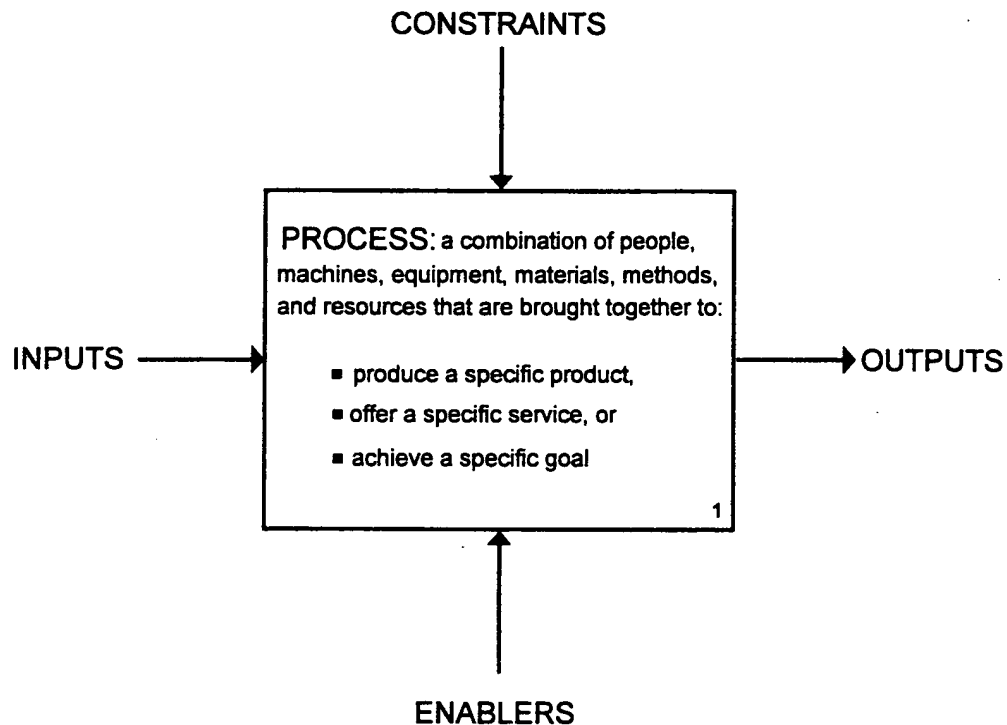 CONSTRAINTS
PROCESS: a combination of people,
machines, equipment, materials, methods,
and resources that are brought together to:
INPUTS
OUTPUTS
▪ produce a specific product,
▪ offer a specific service, or
▪ achieve a specific goal
1
ENABLERS